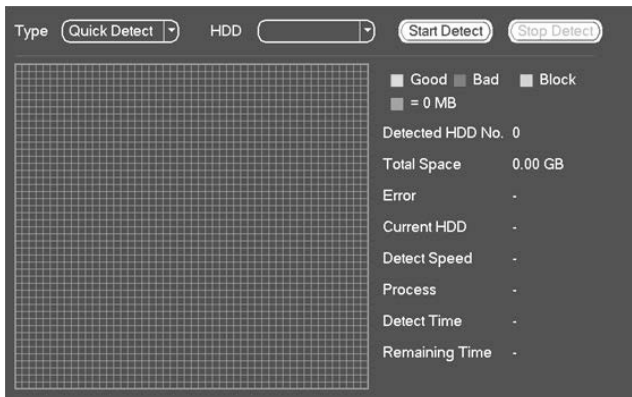 Type Quick Detect HDD Start Detect Stop Detect
Good Bad Block
= 0 MB
Detected HDD No. 0
Total Space 0.00 GB
Error -
Current HDD -
Detect Speed -
Process -
Detect Time -
Remaining Time -